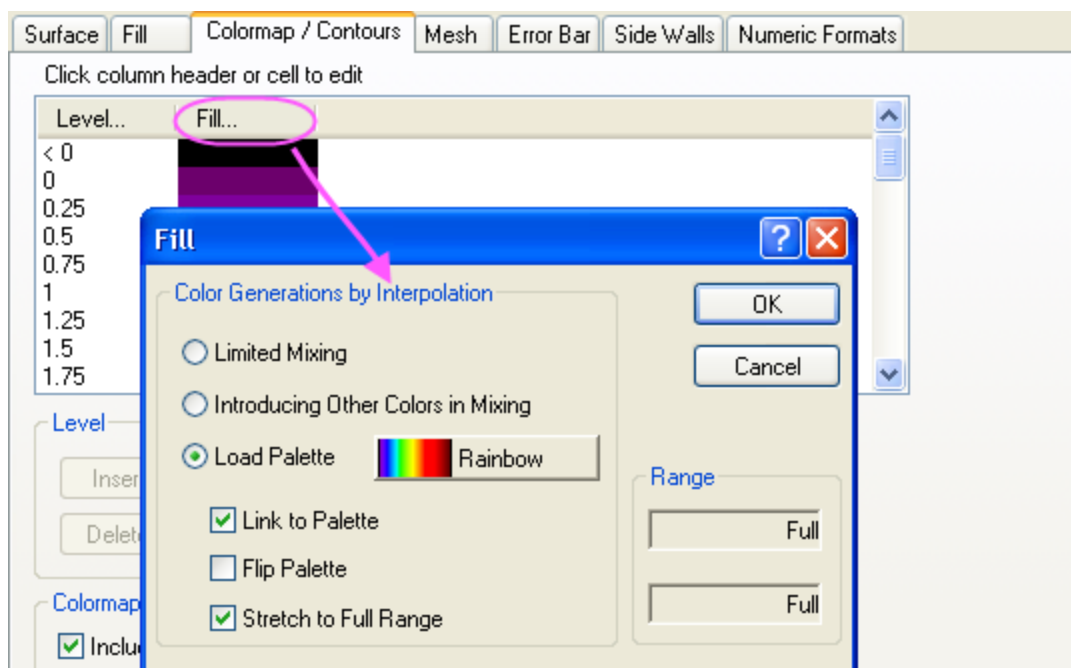 Surface Fill Colormap / Contours Mesh Error Bar Side Walls Numeric Formats
Click column header or cell to edit
Level... Fill...
< 0
0
0.25
0.5
0.75
1
1.25
1.5
1.75
Fill
?
Color Generations by Interpolation
OK
Limited Mixing
Cancel
Introducing Other Colors in Mixing
Load Palette Rainbow
Link to Palette
Flip Palette
Stretch to Full Range
Range
Full
Full
Level
Inser
Delet
Colormap
Inclu